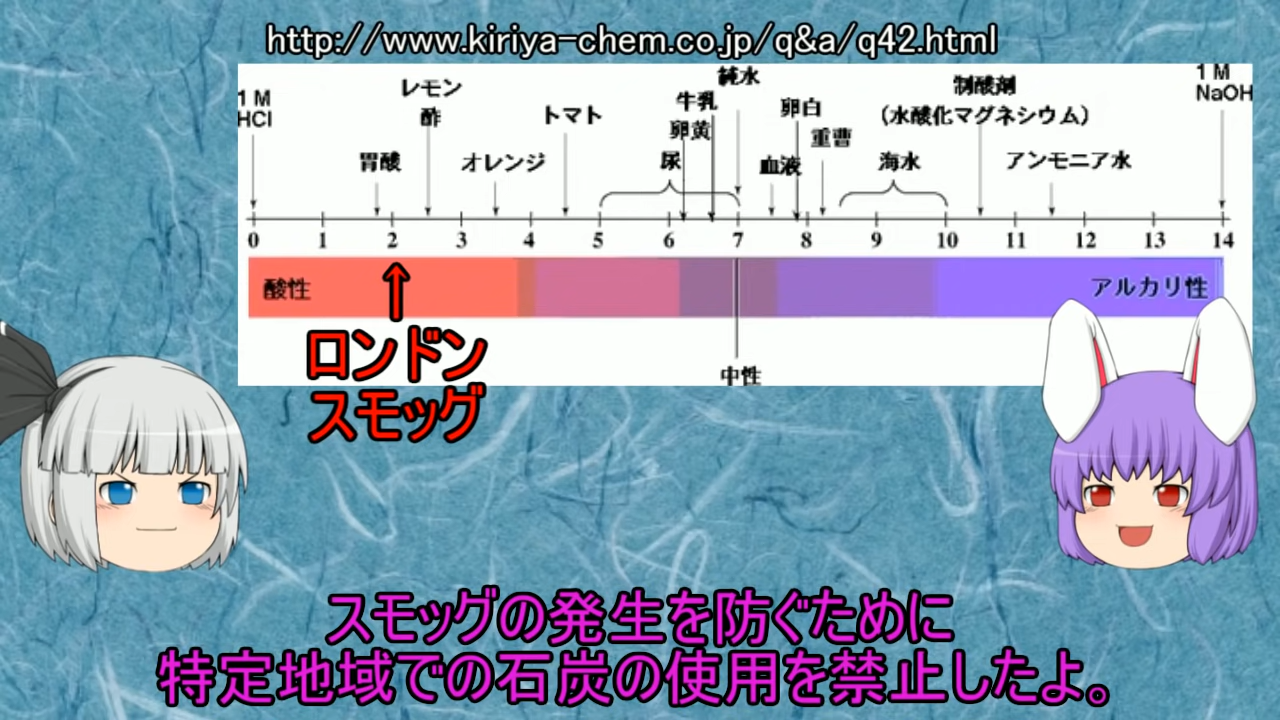 http://www.kiriya-chem.co.jp/q&a/q42.html
1 M
HCl
レモン
酢
胃酸
オレンジ
トマト
牛乳
卵黄
尿
純水
卵白
血液
重曹
海水
制酸剤
(水酸化マグネシウム)
アンモニア水
1 M
NaOH
0 1 2 3 4 5 6 7 8 9 10 11 12 13 14
酸性
アルカリ性
中性
↑
ロンドン
スモッグ
スモッグの発生を防ぐために
特定地域での石炭の使用を禁止したよ。